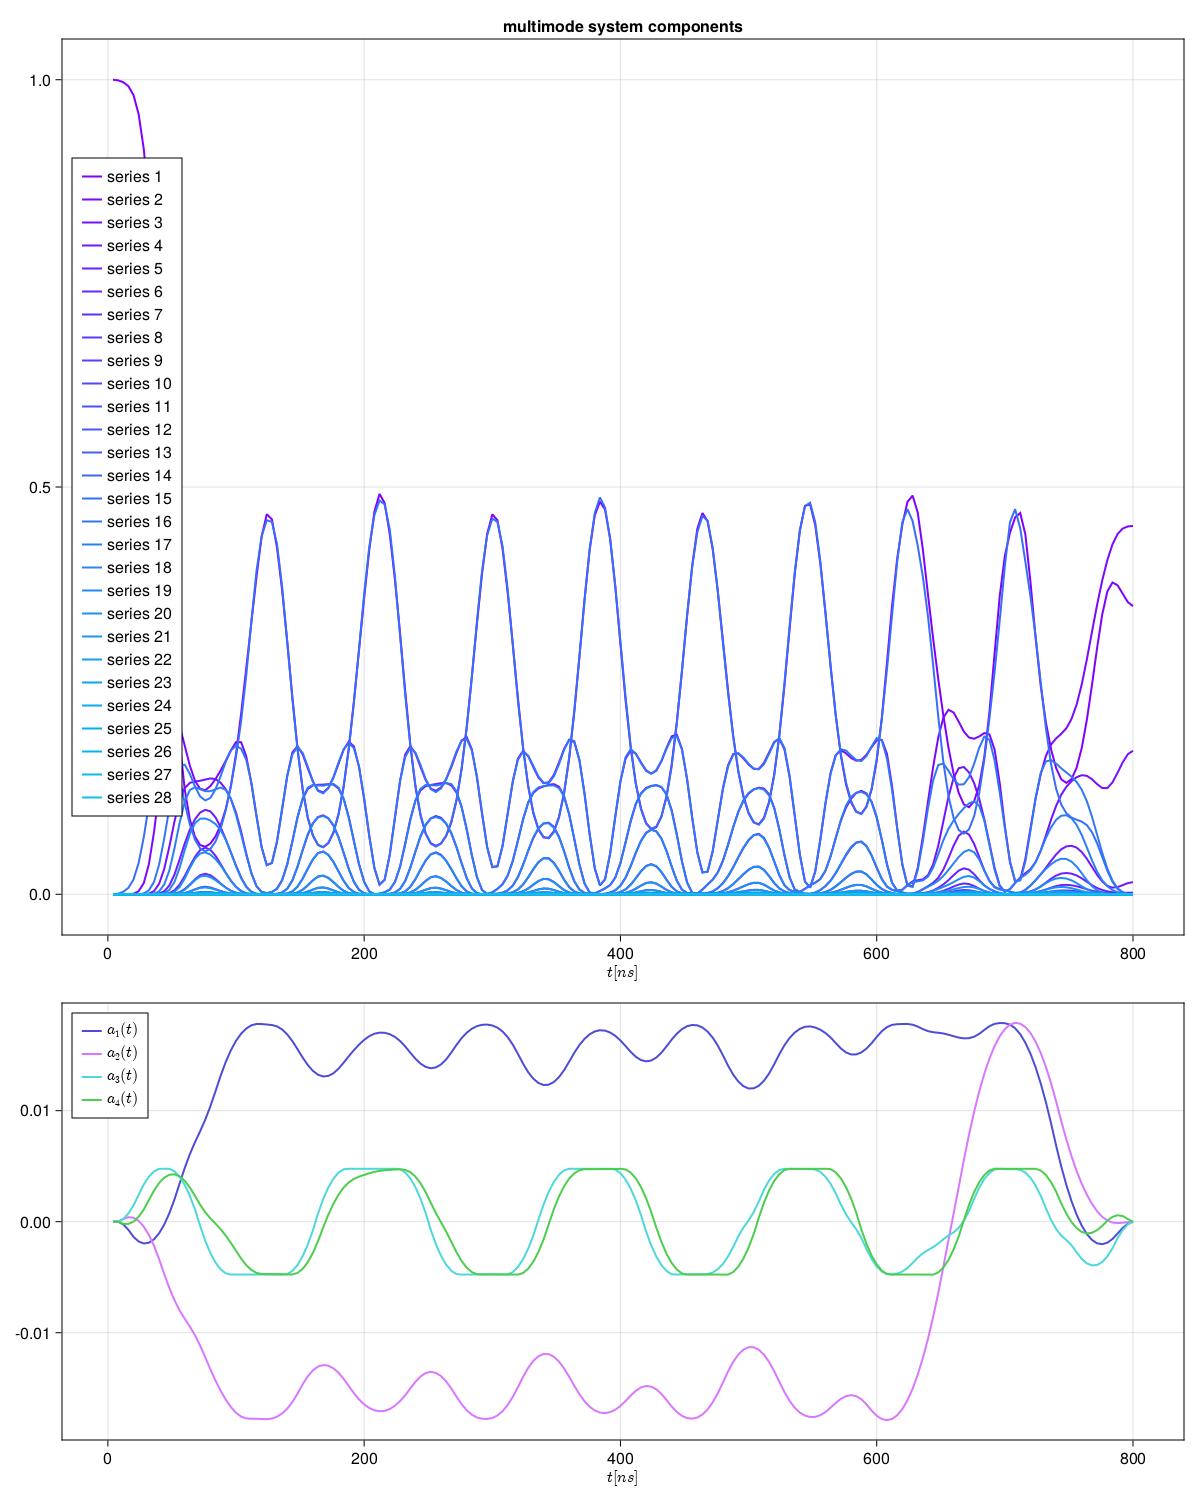 multimode system components
1.0
series 1
series 2
series 3
series 4
series 5
series 6
series 7
series 8
series 9
series 10
series 11
series 12
series 13
series 14
series 15
series 16
series 17
series 18
series 19
series 20
series 21
series 22
series 23
series 24
series 25
series 26
series 27
series 28
0.5
0.0
0 200 400 600 800
t[ns]
a₁(t)
a₂(t)
a₃(t)
a₄(t)
0.01
0.00
-0.01
0 200 400 600 800
t[ns]